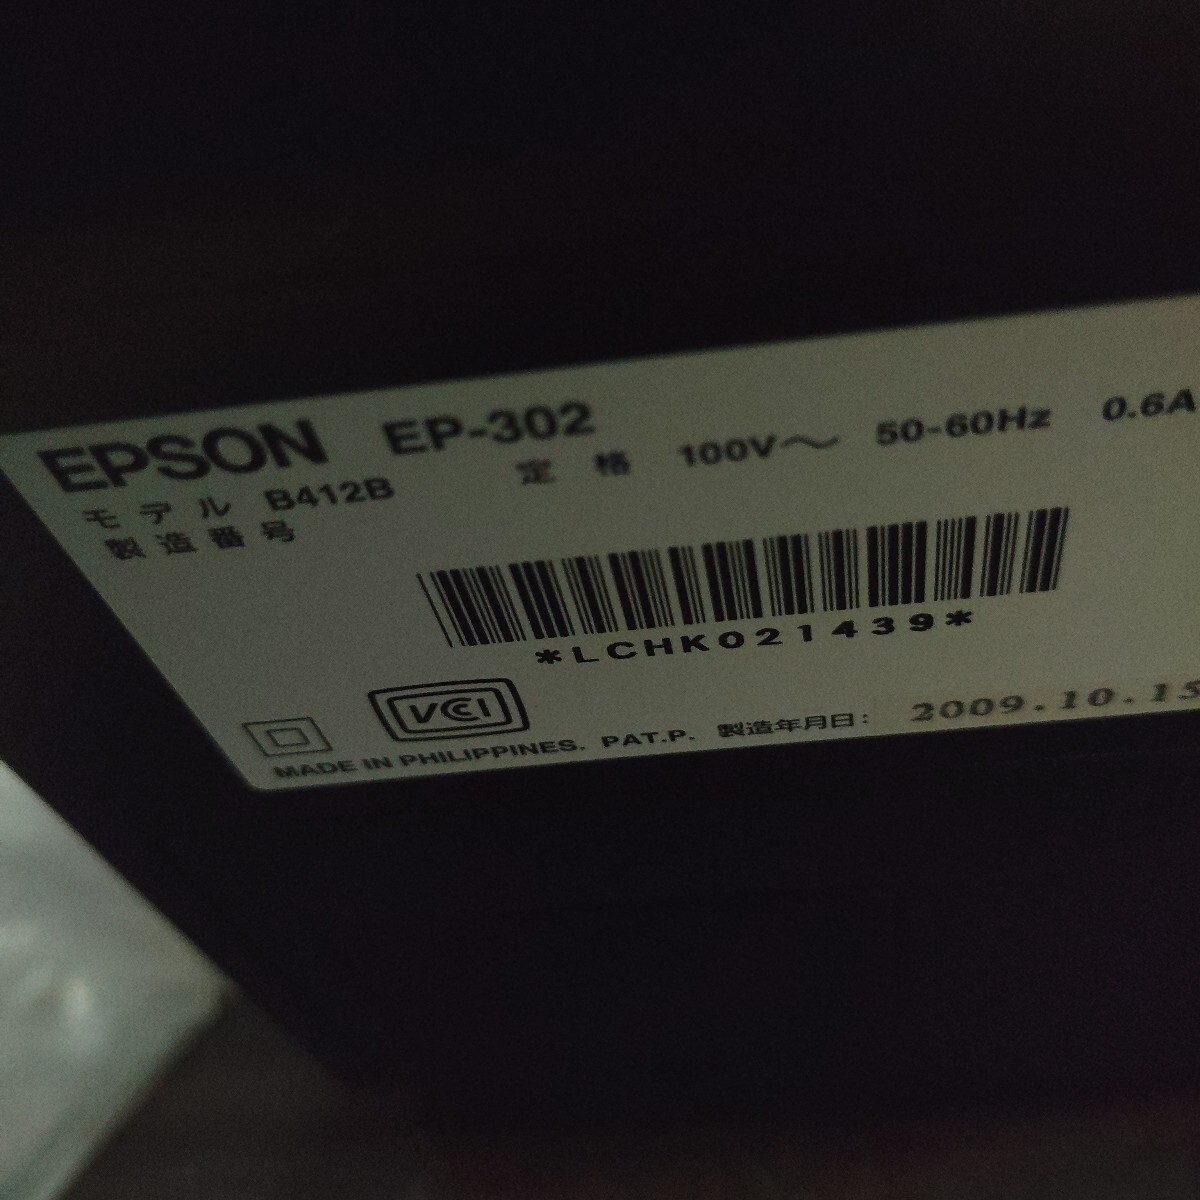 EPSON EP-302
モデル B412B 定格 100V～ 50-60Hz 0.6A
製造番号
*LCHK021439*
VCCI
MADE IN PHILIPPINES. PAT.P. 製造年月日: 2009.10.15